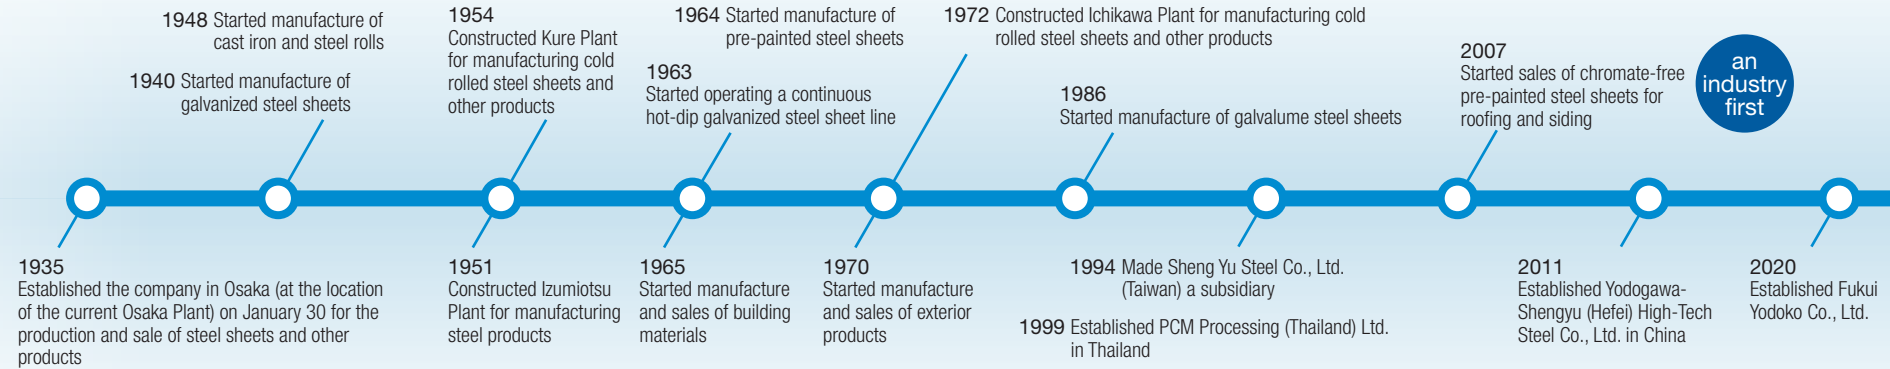 1948 Started manufacture of
cast iron and steel rolls
1940 Started manufacture of
galvanized steel sheets
1954
Constructed Kure Plant
for manufacturing cold
rolled steel sheets and
other products
1964 Started manufacture of
pre-painted steel sheets
1963
Started operating a continuous
hot-dip galvanized steel sheet line
1972 Constructed Ichikawa Plant for manufacturing cold
rolled steel sheets and other products
1986
Started manufacture of galvalume steel sheets
2007
Started sales of chromate-free
pre-painted steel sheets for
roofing and siding
an
industry
first
1935
Established the company in Osaka (at the location
of the current Osaka Plant) on January 30 for the
production and sale of steel sheets and other
products
1951
Constructed Izumiotsu
Plant for manufacturing
steel products
1965
Started manufacture
and sales of building
materials
1970
Started manufacture
and sales of exterior
products
1994 Made Sheng Yu Steel Co., Ltd.
(Taiwan) a subsidiary
1999 Established PCM Processing (Thailand) Ltd.
in Thailand
2011
Established Yodogawa-
Shengyu (Hefei) High-Tech
Steel Co., Ltd. in China
2020
Established Fukui
Yodoko Co., Ltd.